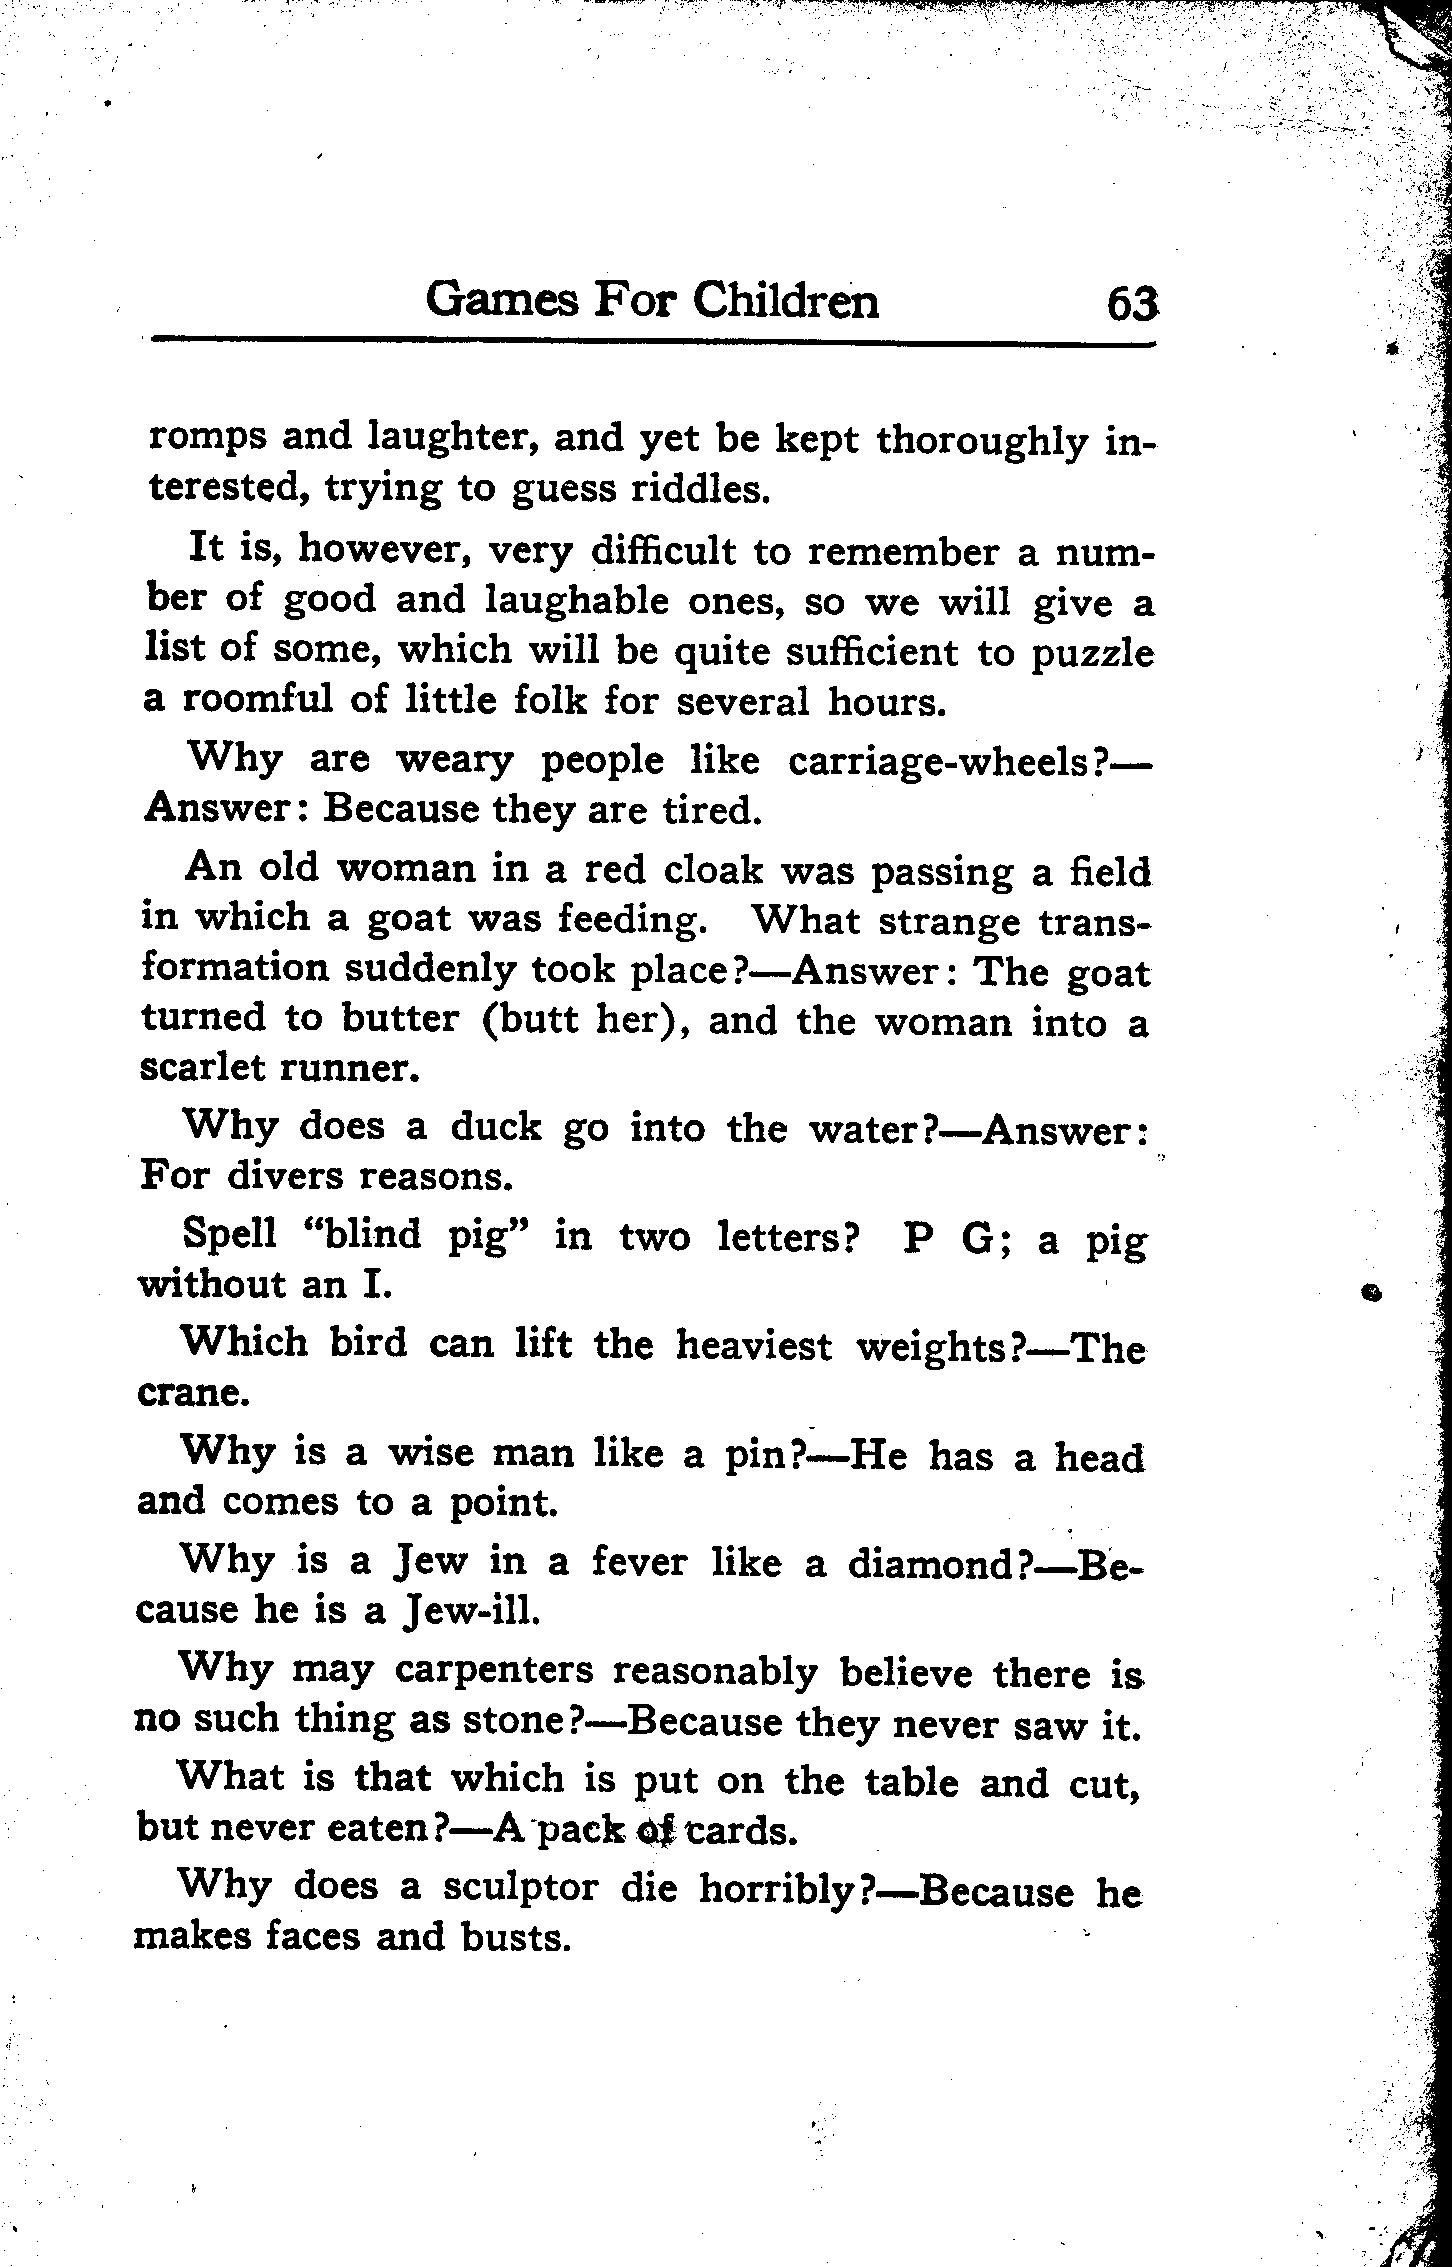 Games For Children 63
romps and laughter, and yet be kept thoroughly in-
terested, trying to guess riddles.
It is, however, very difficult to remember a num-
ber of good and laughable ones, so we will give a
list of some, which will be quite sufficient to puzzle
a roomful of little folk for several hours.
Why are weary people like carriage-wheels?—
Answer: Because they are tired.
An old woman in a red cloak was passing a field
in which a goat was feeding. What strange trans-
formation suddenly took place?—Answer: The goat
turned to butter (butt her), and the woman into a
scarlet runner.
Why does a duck go into the water?—Answer:
For divers reasons.
Spell “blind pig” in two letters? P G; a pig
without an I.
Which bird can lift the heaviest weights?—The
crane.
Why is a wise man like a pin?—He has a head
and comes to a point.
Why is a Jew in a fever like a diamond?—Be-
cause he is a Jew-ill.
Why may carpenters reasonably believe there is
no such thing as stone?—Because they never saw it.
What is that which is put on the table and cut,
but never eaten?—A pack of cards.
Why does a sculptor die horribly?—Because he
makes faces and busts.